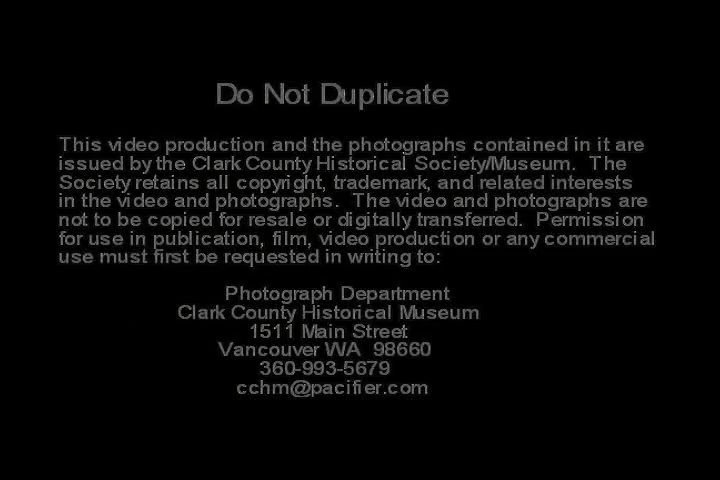 Do Not Duplicate
This video production and the photographs contained in it are
issued by the Clark County Historical Society/Museum. The
Society retains all copyright, trademark, and related interests
in the video and photographs. The video and photographs are
not to be copied for resale or digitally transferred. Permission
for use in publication, film, video production or any commercial
use must first be requested in writing to:
Photograph Department
Clark County Historical Museum
1511 Main Street
Vancouver WA 98660
360-993-5679
cchm@pacifier.com